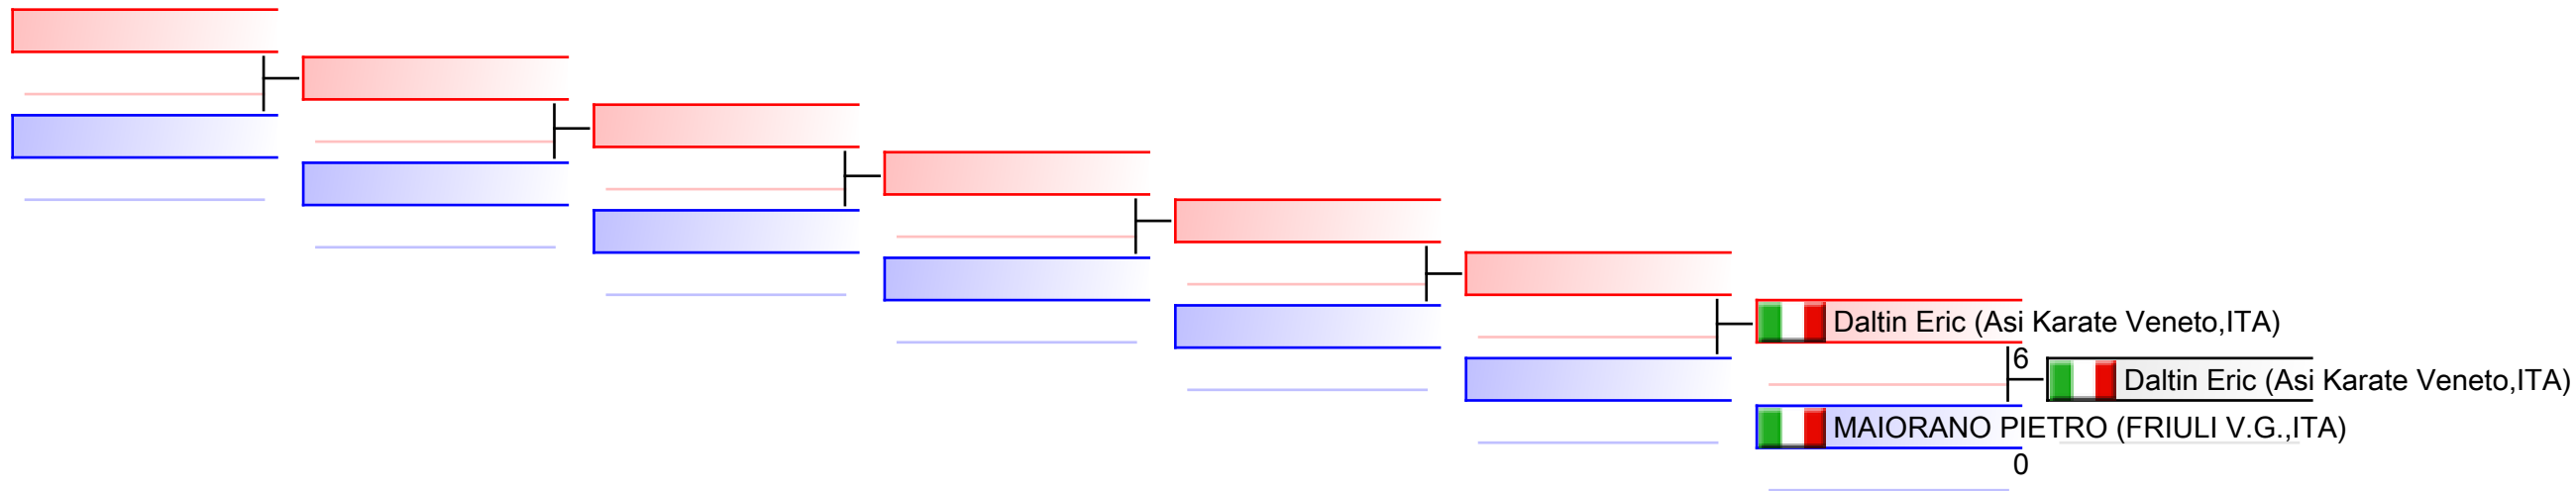 Daltin Eric (Asi Karate Veneto,ITA)
6
Daltin Eric (Asi Karate Veneto,ITA)
MAIORANO PIETRO (FRIULI V.G.,ITA)
0